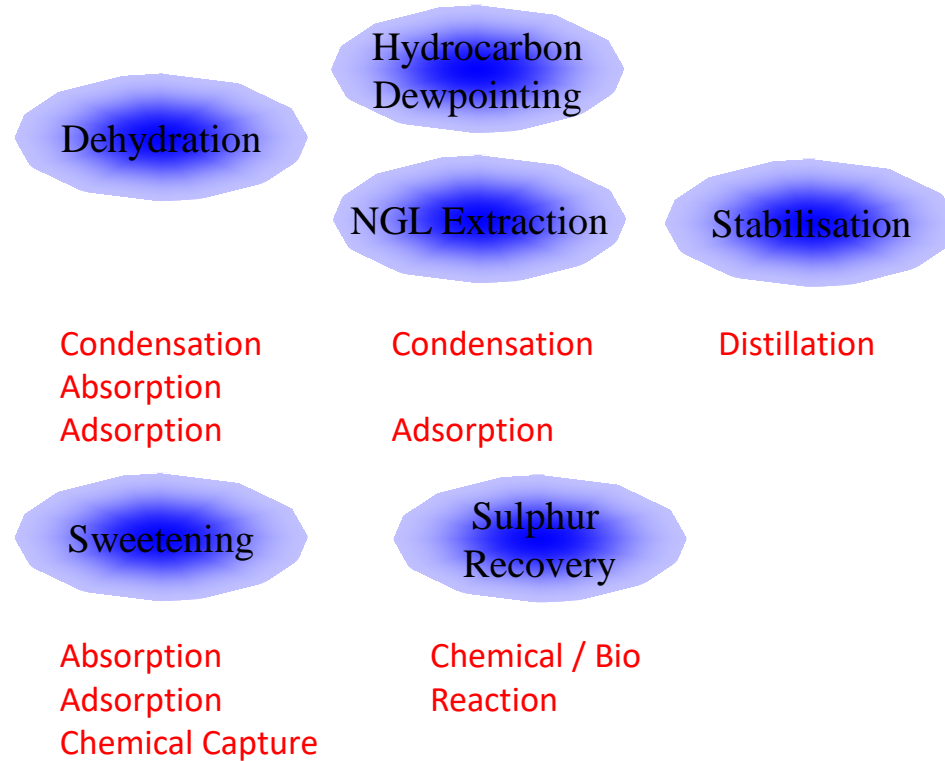 Hydrocarbon
Dewpointing
Dehydration
NGL Extraction
Stabilisation
Condensation
Absorption
Adsorption
Condensation
Adsorption
Distillation
Sweetening
Sulphur
Recovery
Absorption
Adsorption
Chemical Capture
Chemical / Bio
Reaction